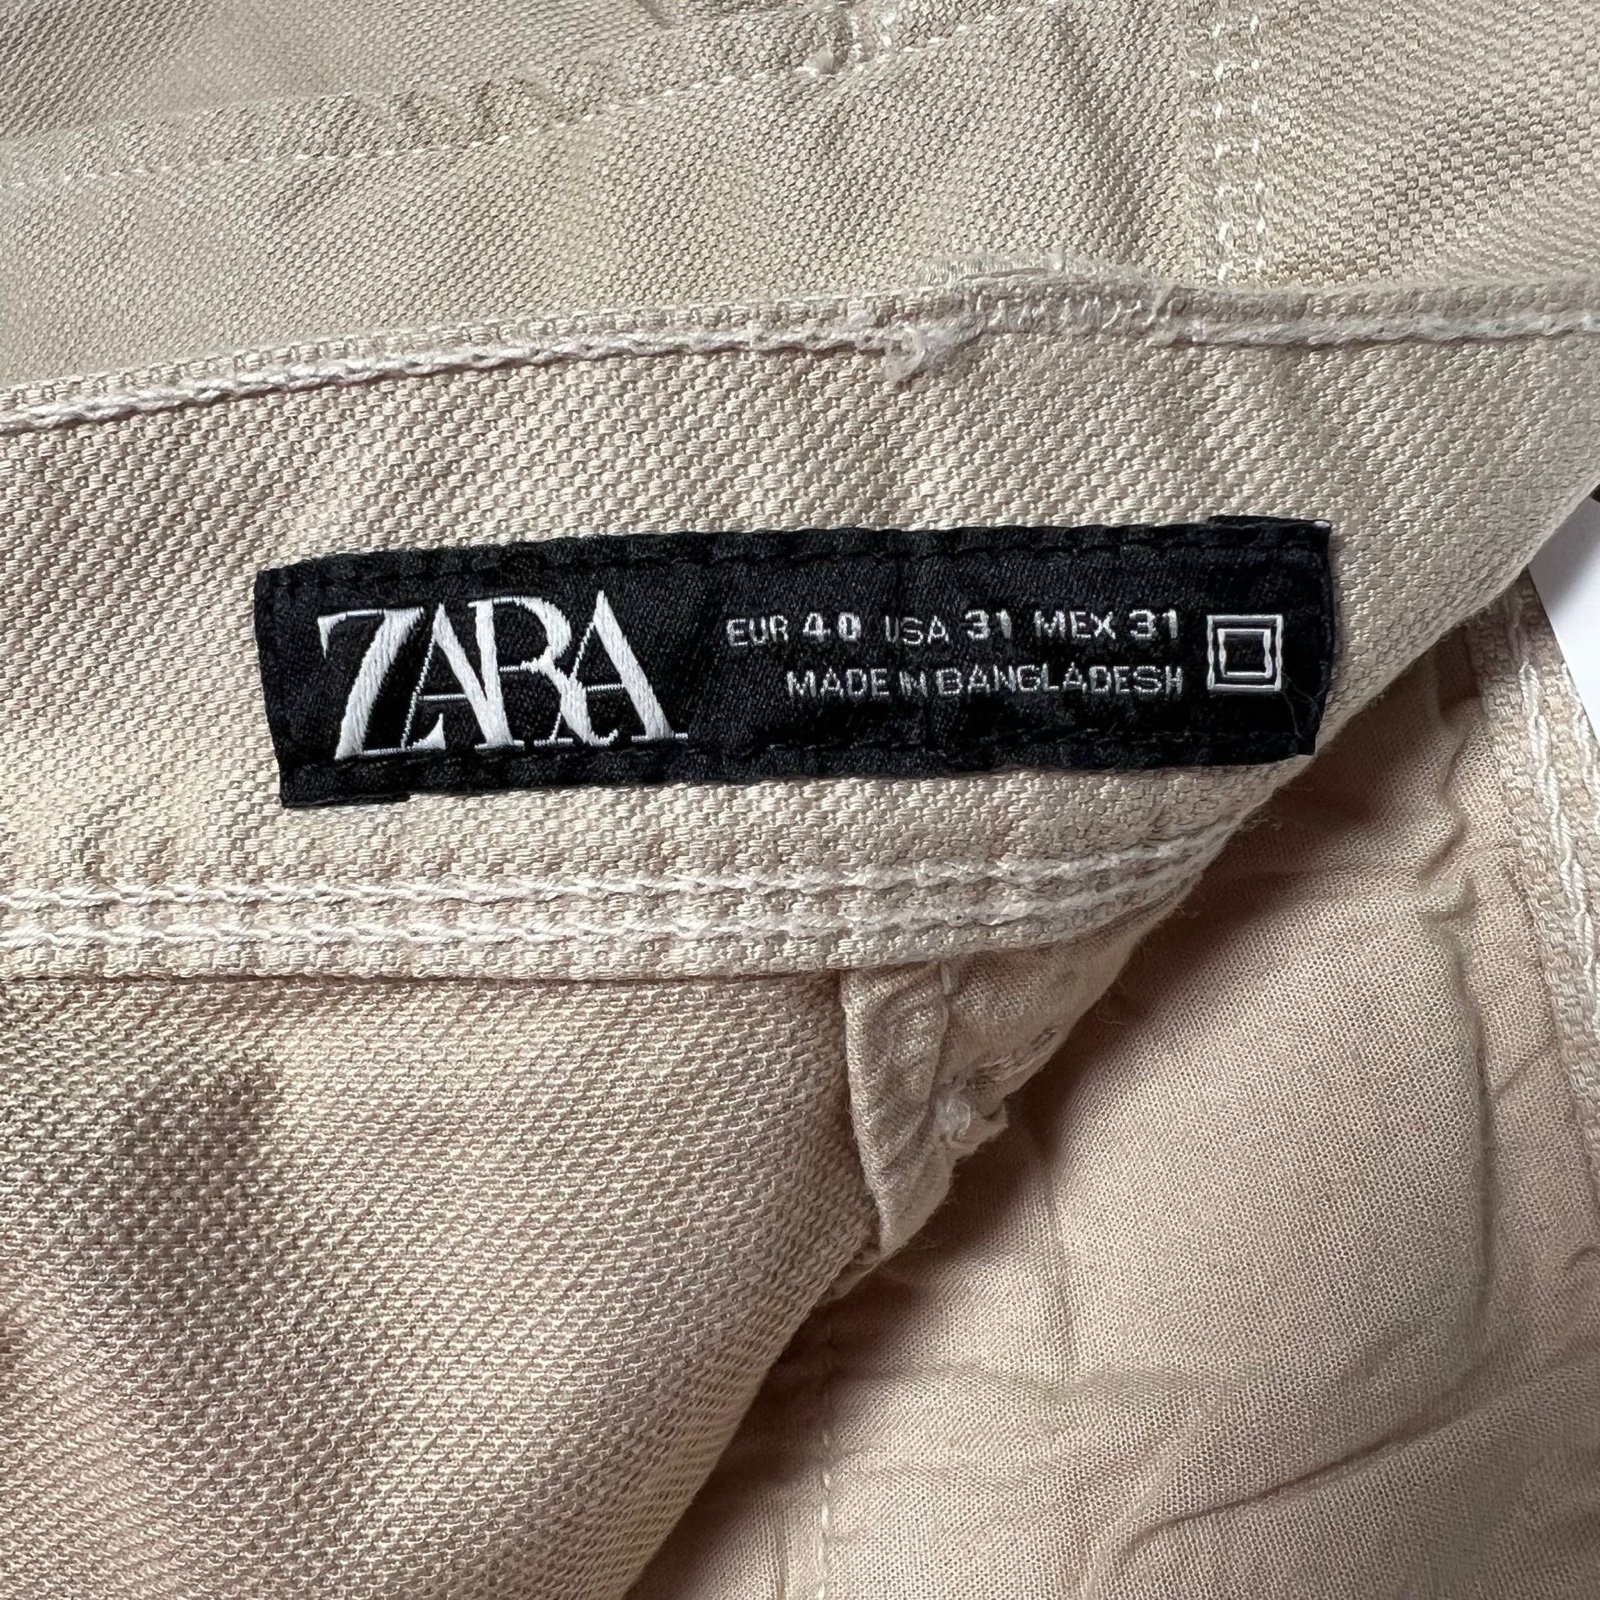 ZARA
EUR 40 USA 31 MEX 31
MADE IN BANGLADESH